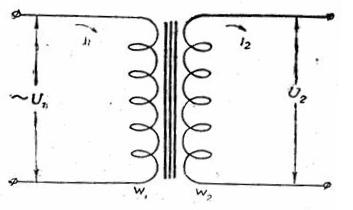 I₁ I₂
~U₁ U₂
W₁ W₂